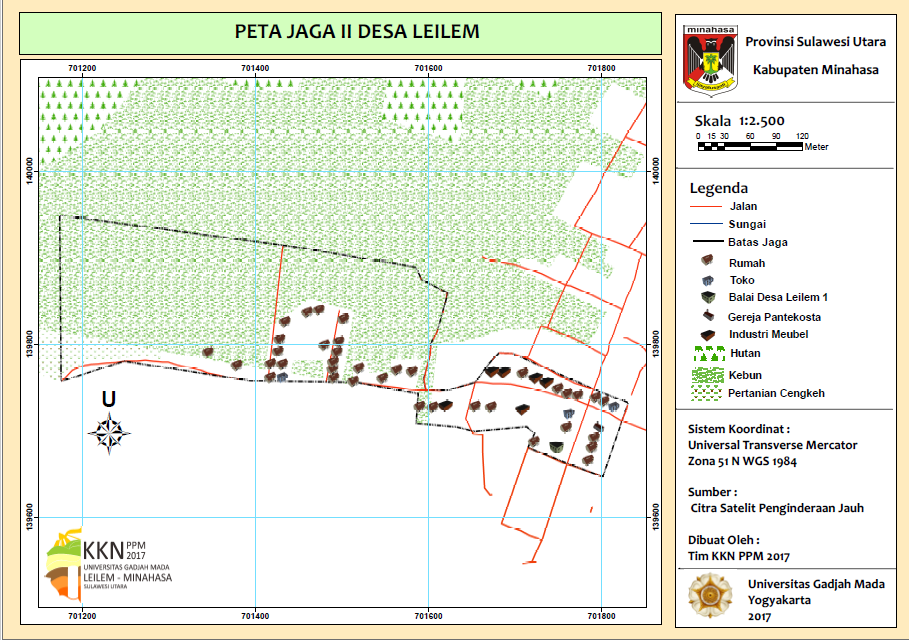 PETA JAGA II DESA LEILEM
701200
701400
701600
701800
140000
139800
139600
140000
139800
139600
701200
701400
701600
701800
U
KKN PPM
2017
UNIVERSITAS GADJAH MADA
LEILEM - MINAHASA
SULAWESI UTARA
minahasa
Provinsi Sulawesi Utara
Kabupaten Minahasa
Skala 1:2.500
0 15 30 60 90 120
Meter
Legenda
Jalan
Sungai
Batas Jaga
Rumah
Toko
Balai Desa Leilem 1
Gereja Pantekosta
Industri Meubel
Hutan
Kebun
Pertanian Cengkeh
Sistem Koordinat :
Universal Transverse Mercator
Zona 51 N WGS 1984
Sumber :
Citra Satelit Penginderaan Jauh
Dibuat Oleh :
Tim KKN PPM 2017
Universitas Gadjah Mada
Yogyakarta
2017